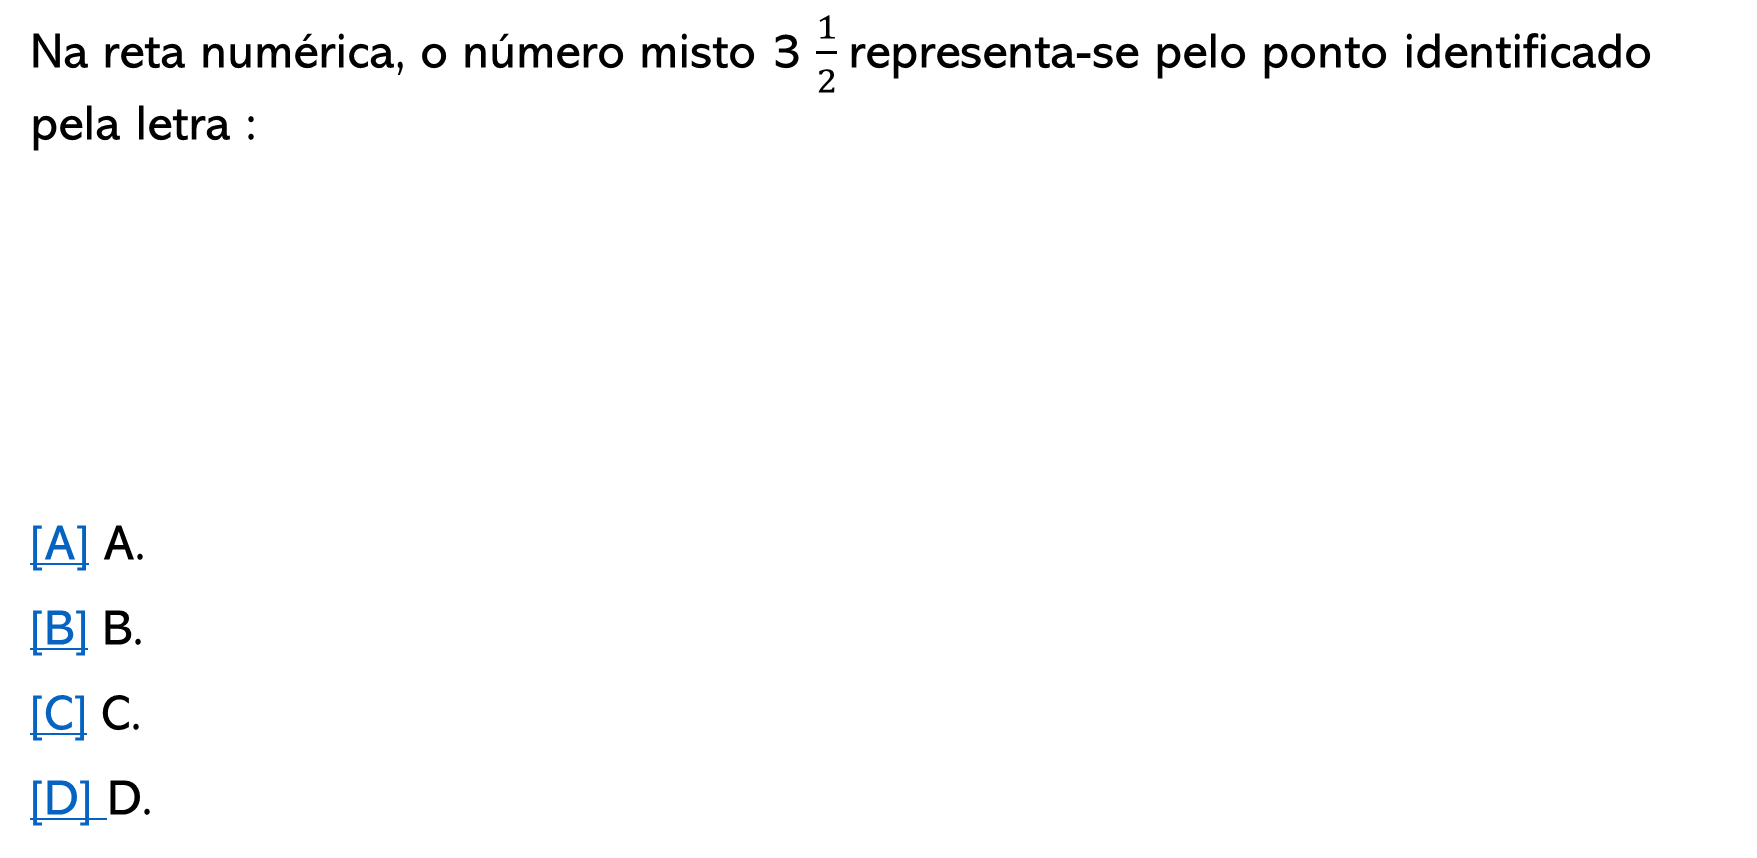 Na reta numérica, o número misto 3 1/2 representa-se pelo ponto identificado
pela letra :
[A] A.
[B] B.
[C] C.
[D] D.